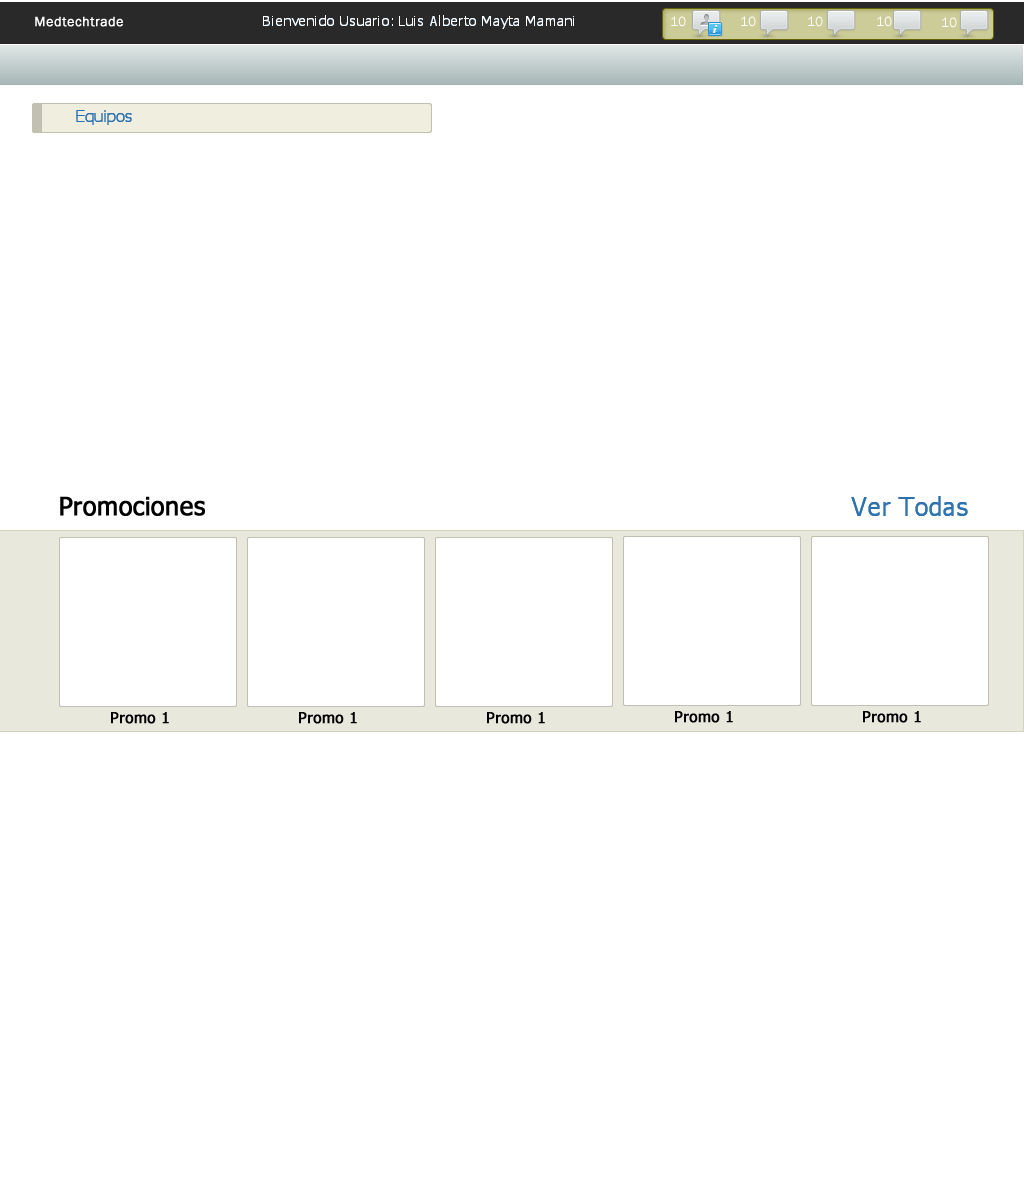 Medtechtrade Bienvenido Usuario: Luis Alberto Mayta Mamani 10 10 10 10 10
Equipos
Promociones Ver Todas
Promo 1 Promo 1 Promo 1 Promo 1 Promo 1